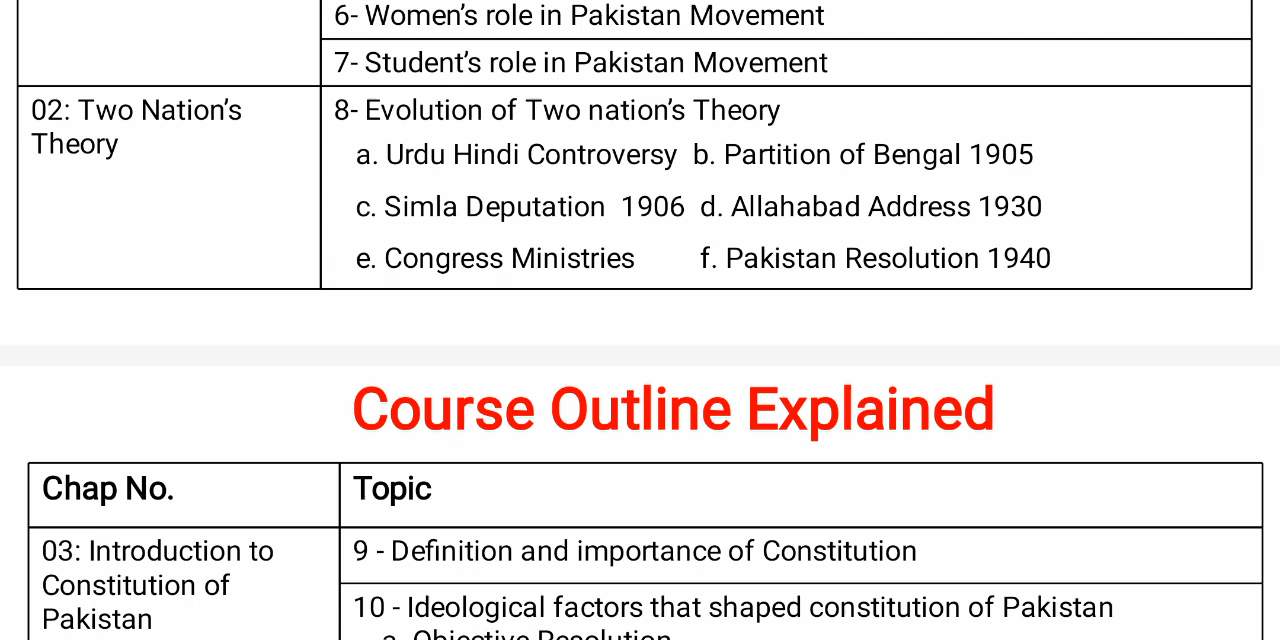 6- Women’s role in Pakistan Movement
7- Student’s role in Pakistan Movement
02: Two Nation’s
Theory
8- Evolution of Two nation’s Theory
a. Urdu Hindi Controversy  b. Partition of Bengal 1905
c. Simla Deputation  1906  d. Allahabad Address 1930
e. Congress Ministries  f. Pakistan Resolution 1940
Course Outline Explained
Chap No.
Topic
03: Introduction to
Constitution of
Pakistan
9 - Definition and importance of Constitution
10 - Ideological factors that shaped constitution of Pakistan
a. Objective Resolution